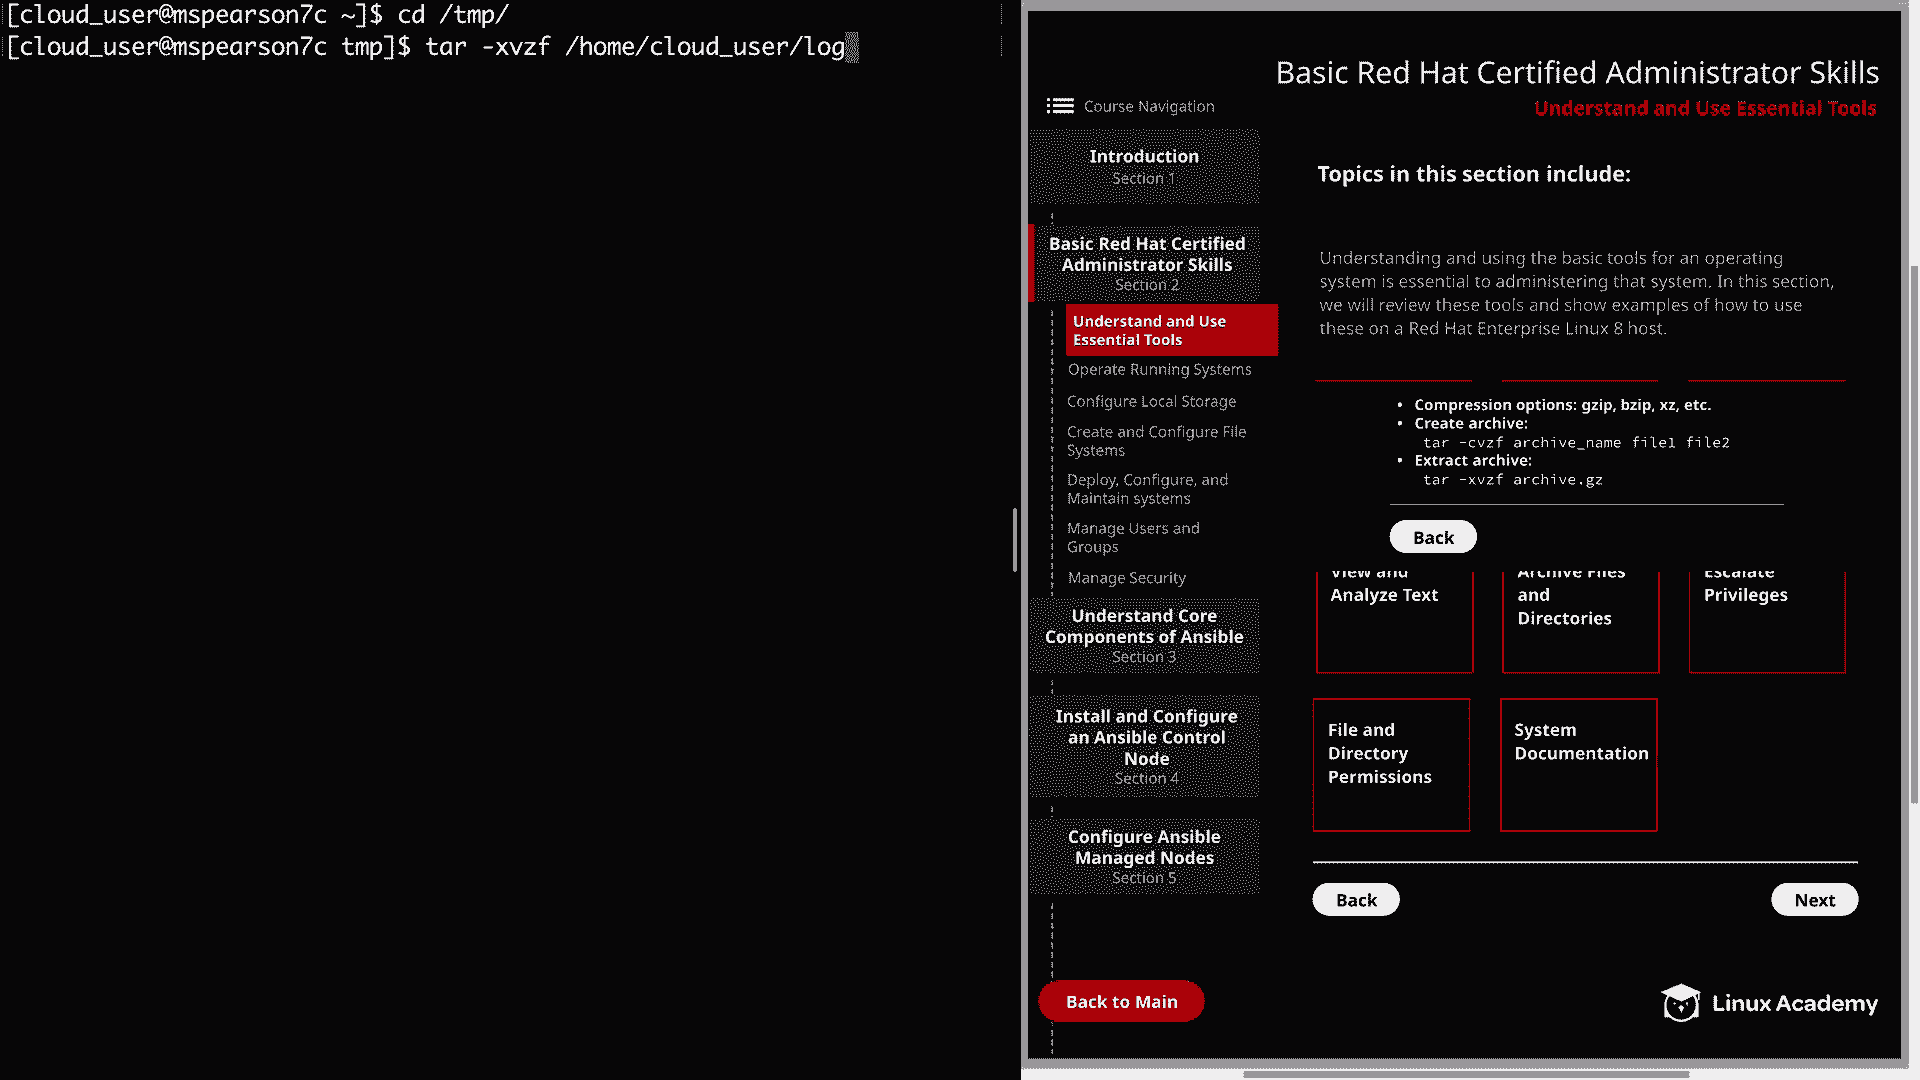 [cloud_user@mspearson7c ~]$ cd /tmp/
[cloud_user@mspearson7c tmp]$ tar -xvzf /home/cloud_user/log
Basic Red Hat Certified Administrator Skills
Understand and Use Essential Tools
Course Navigation
Introduction
Section 1
Basic Red Hat Certified
Administrator Skills
Section 2
Understand and Use
Essential Tools
Operate Running Systems
Configure Local Storage
Create and Configure File
Systems
Deploy, Configure, and
Maintain systems
Manage Users and
Groups
Manage Security
Understand Core
Components of Ansible
Section 3
Install and Configure
an Ansible Control
Node
Section 4
Configure Ansible
Managed Nodes
Section 5
Back to Main
Topics in this section include:
Understanding and using the basic tools for an operating
system is essential to administering that system. In this section,
we will review these tools and show examples of how to use
these on a Red Hat Enterprise Linux 8 host.
• Compression options: gzip, bzip, xz, etc.
• Create archive:
tar -cvzf archive_name file1 file2
• Extract archive:
tar -xvzf archive.gz
Back
View and
Analyze Text
Archive Files
and
Directories
Escalate
Privileges
File and
Directory
Permissions
System
Documentation
Back
Next
Linux Academy